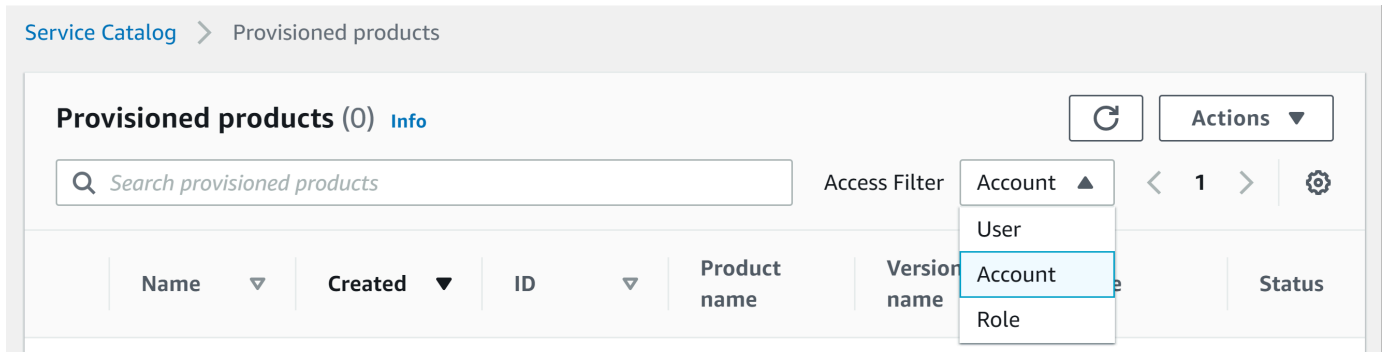 Service Catalog > Provisioned products
Provisioned products (0) Info
Actions
Search provisioned products
Access Filter Account 1
User
Account
Role
Name
Created
ID
Product
name
Version
name
Status